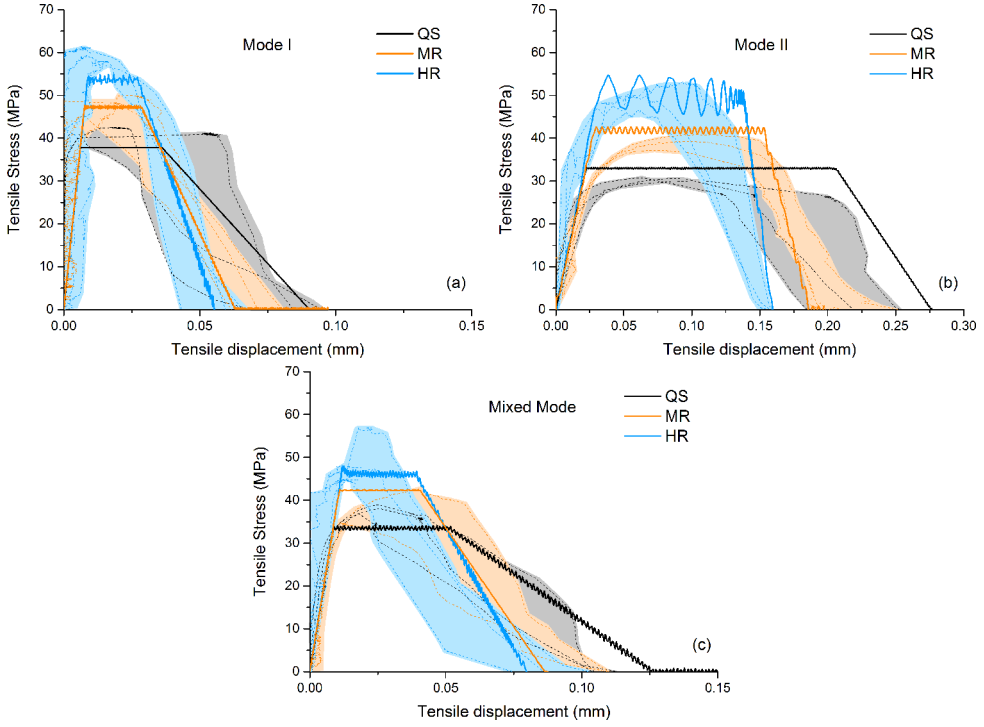 Mode I
QS
MR
HR
70
60
50
40
30
20
10
0
Tensile Stress (MPa)
(a)
0.00
0.05
0.10
0.15
Tensile displacement (mm)
Mode II
QS
MR
HR
70
60
50
40
30
20
10
0
Tensile Stress (MPa)
(b)
0.00
0.05
0.10
0.15
0.20
0.25
0.30
Tensile displacement (mm)
Mixed Mode
QS
MR
HR
70
60
50
40
30
20
10
0
Tensile Stress (MPa)
(c)
0.00
0.05
0.10
0.15
Tensile displacement (mm)